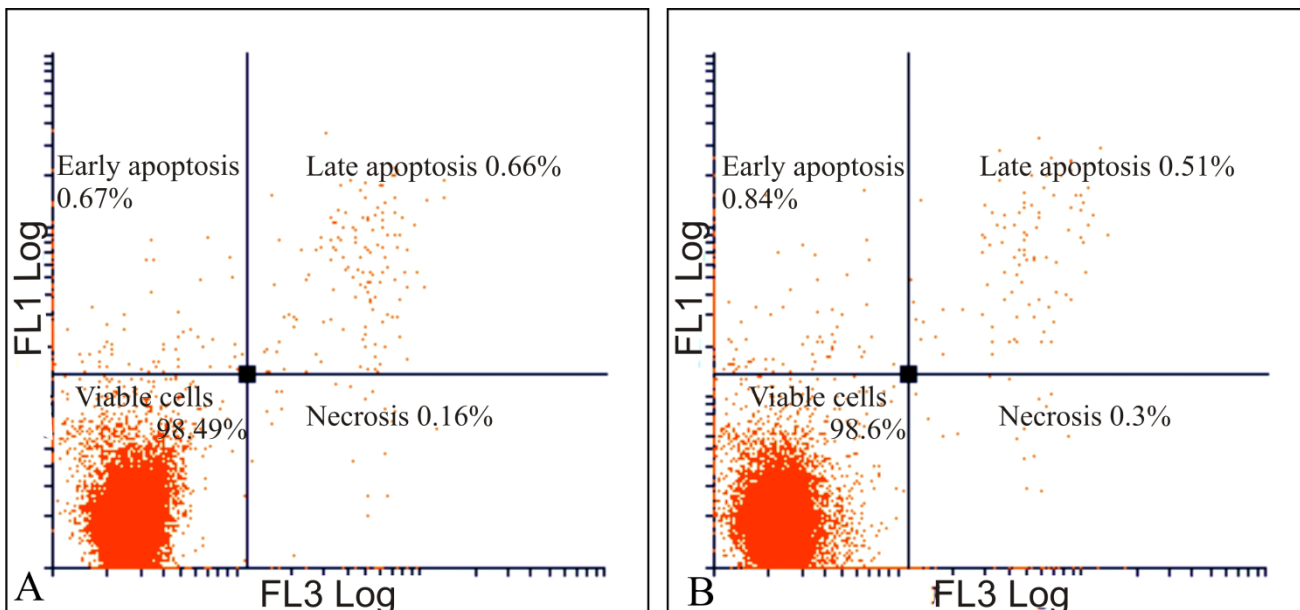 Early apoptosis
0.67%
Late apoptosis 0.66%
FL1 Log
Viable cells
98.49%
Necrosis 0.16%
A
FL3 Log
Early apoptosis
0.84%
Late apoptosis 0.51%
FL1 Log
Viable cells
98.6%
Necrosis 0.3%
B
FL3 Log